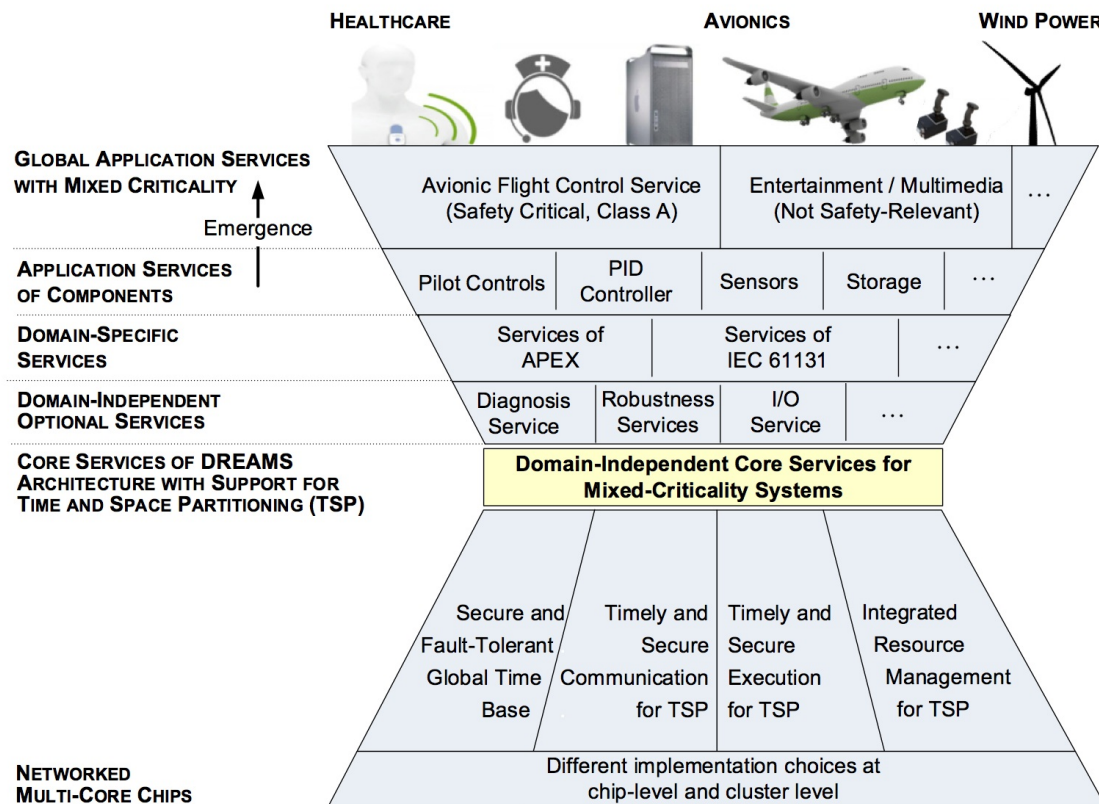 HEALTHCARE
AVIONICS
WIND POWER
GLOBAL APPLICATION SERVICES
WITH MIXED CRITICALITY
Emergence
Avionic Flight Control Service
(Safety Critical, Class A)
Entertainment / Multimedia
(Not Safety-Relevant)
...
APPLICATION SERVICES
OF COMPONENTS
Pilot Controls
PID
Controller
Sensors
Storage
...
DOMAIN-SPECIFIC
SERVICES
Services of
APEX
Services of
IEC 61131
...
DOMAIN-INDEPENDENT
OPTIONAL SERVICES
Diagnosis
Service
Robustness
Services
I/O
Service
...
CORE SERVICES OF DREAMS
ARCHITECTURE WITH SUPPORT FOR
TIME AND SPACE PARTITIONING (TSP)
Domain-Independent Core Services for
Mixed-Criticality Systems
Secure and
Fault-Tolerant
Global Time
Base
Timely and
Secure
Communication
for TSP
Timely and
Secure
Execution
for TSP
Integrated
Resource
Management
for TSP
NETWORKED
MULTI-CORE CHIPS
Different implementation choices at
chip-level and cluster level